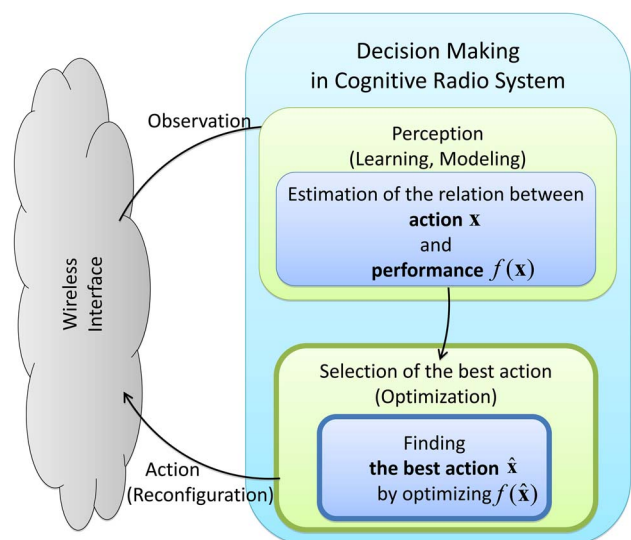 Decision Making
in Cognitive Radio System
Observation
Perception
(Learning, Modeling)
Estimation of the relation between
action x
and
performance f(x)
Wireless
Interface
Selection of the best action
(Optimization)
Finding
the best action x̂
by optimizing f(x̂)
Action
(Reconfiguration)